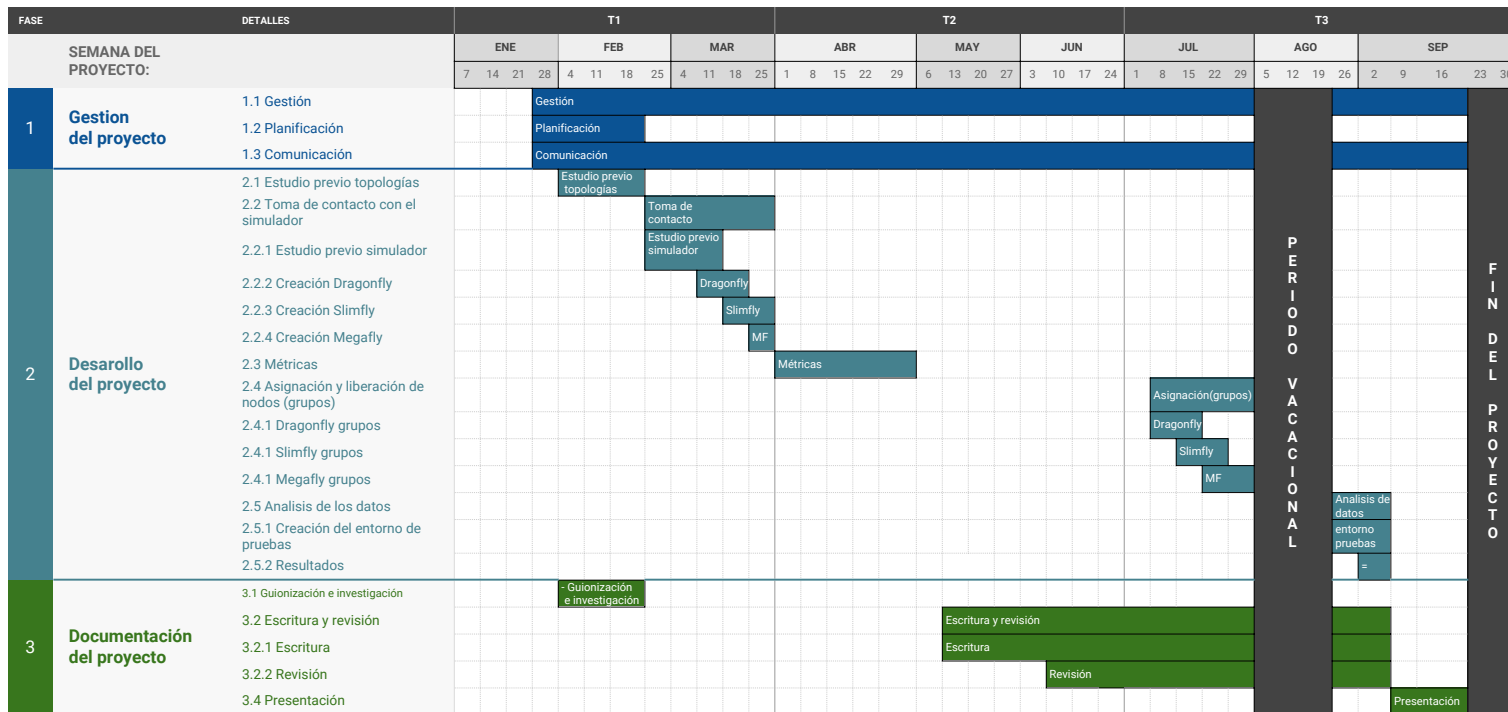 FASE DETALLES T1 T2 T3
SEMANA DEL
PROYECTO:
ENE FEB MAR ABR MAY JUN JUL AGO SEP
7 14 21 28 4 11 18 25 4 11 18 25 1 8 15 22 29 6 13 20 27 3 10 17 24 1 8 15 22 29 5 12 19 26 2 9 16 23 30
1
Gestion
del proyecto
1.1 Gestión
Gestión
1.2 Planificación
Planificación
1.3 Comunicación
Comunicación
2
Desarollo
del proyecto
2.1 Estudio previo topologías
Estudio previo
topologías
2.2 Toma de contacto con el
simulador
Toma de
contacto
2.2.1 Estudio previo simulador
Estudio previo
simulador
2.2.2 Creación Dragonfly
Dragonfly
2.2.3 Creación Slimfly
Slimfly
2.2.4 Creación Megafly
MF
2.3 Métricas
Métricas
2.4 Asignación y liberación de
nodos (grupos)
Asignación(grupos)
2.4.1 Dragonfly grupos
Dragonfly
2.4.1 Slimfly grupos
Slimfly
2.4.1 Megafly grupos
MF
2.5 Analisis de los datos
Analisis de
datos
2.5.1 Creación del entorno de
pruebas
entorno
pruebas
2.5.2 Resultados
=
3
Documentación
del proyecto
3.1 Guionización e investigación
- Guionización
e investigación
3.2 Escritura y revisión
Escritura y revisión
3.2.1 Escritura
Escritura
3.2.2 Revisión
Revisión
3.4 Presentación
Presentación
PERIODO VACACIONAL
FIN DEL PROYECTO